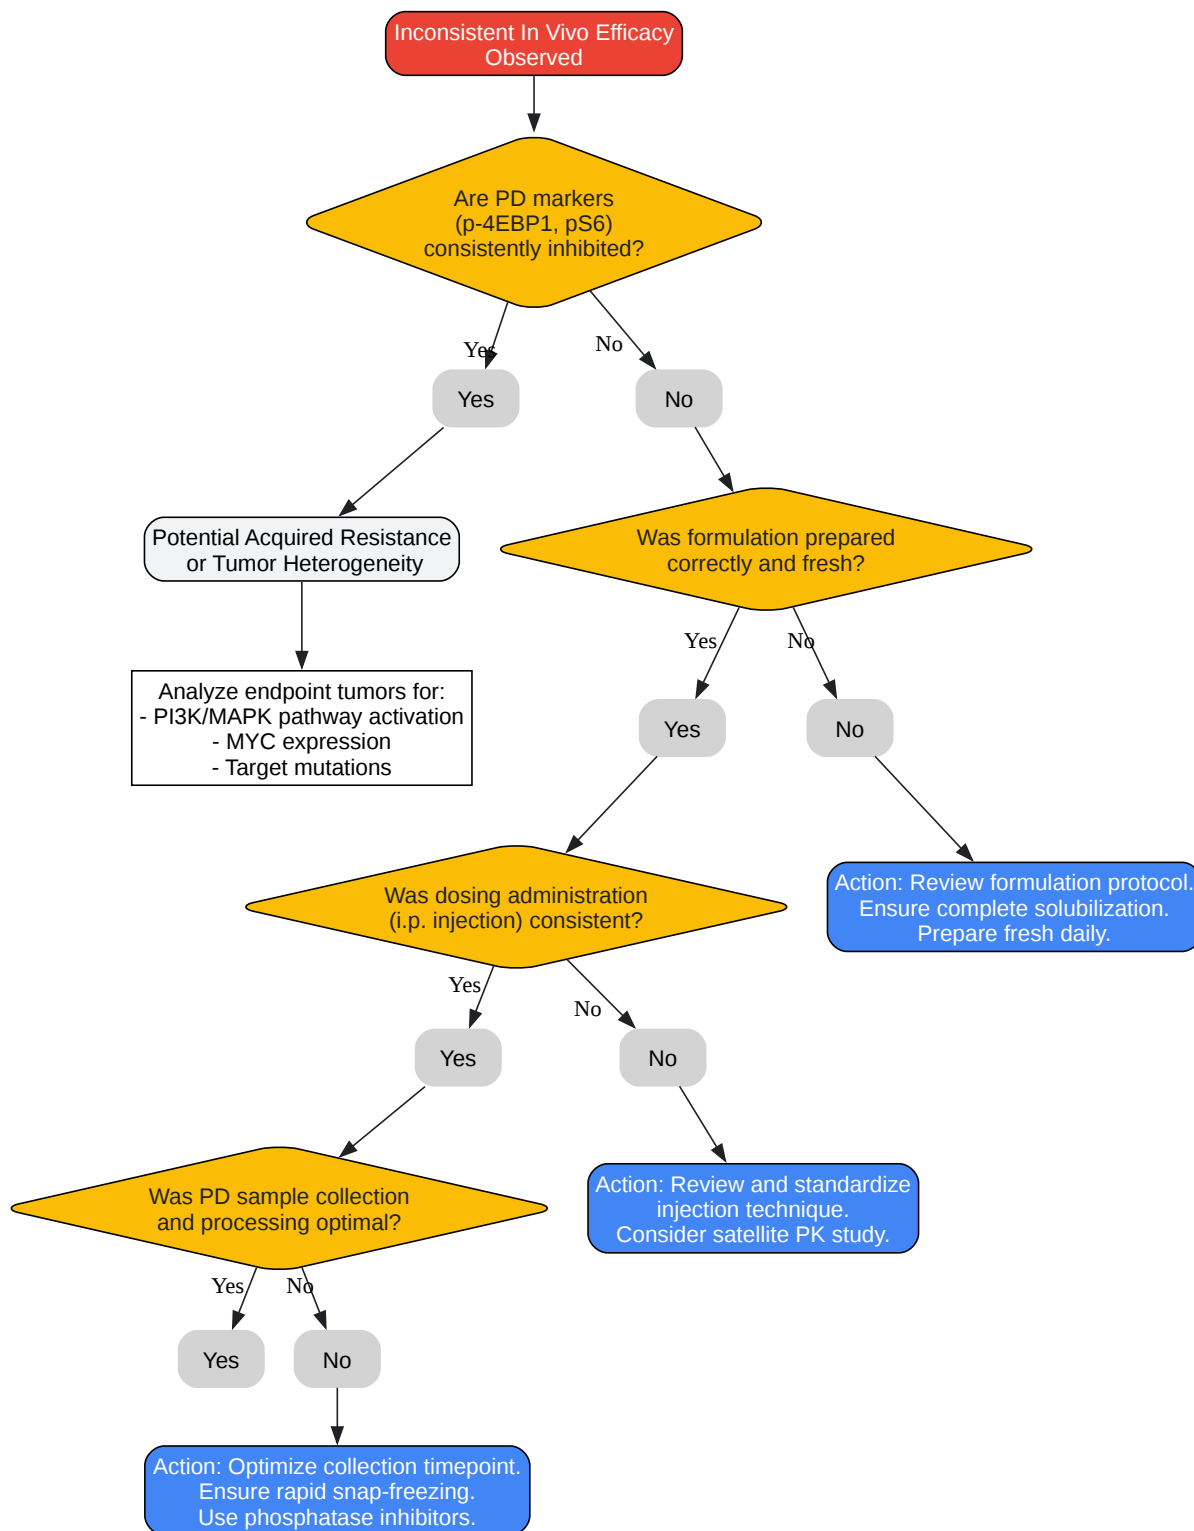 Inconsistent In Vivo Efficacy
Observed
Are PD markers
(p-4EBP1, pS6)
consistently inhibited?
Yes
No
Yes
No
Potential Acquired Resistance
or Tumor Heterogeneity
Was formulation prepared
correctly and fresh?
Analyze endpoint tumors for:
- PI3K/MAPK pathway activation
- MYC expression
- Target mutations
Yes
No
Yes
No
Was dosing administration
(i.p. injection) consistent?
Action: Review formulation protocol.
Ensure complete solubilization.
Prepare fresh daily.
Yes
No
Yes
No
Was PD sample collection
and processing optimal?
Action: Review and standardize
injection technique.
Consider satellite PK study.
Yes
No
Yes
No
Action: Optimize collection timepoint.
Ensure rapid snap-freezing.
Use phosphatase inhibitors.